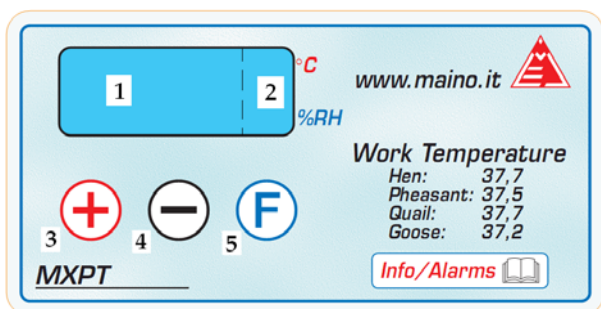 1
2
°C
%RH
www.maino.it
Work Temperature
Hen: 37,7
Pheasant: 37,5
Quail: 37,7
Goose: 37,2
3
+
4
−
5
F
MXPT
Info/Alarms